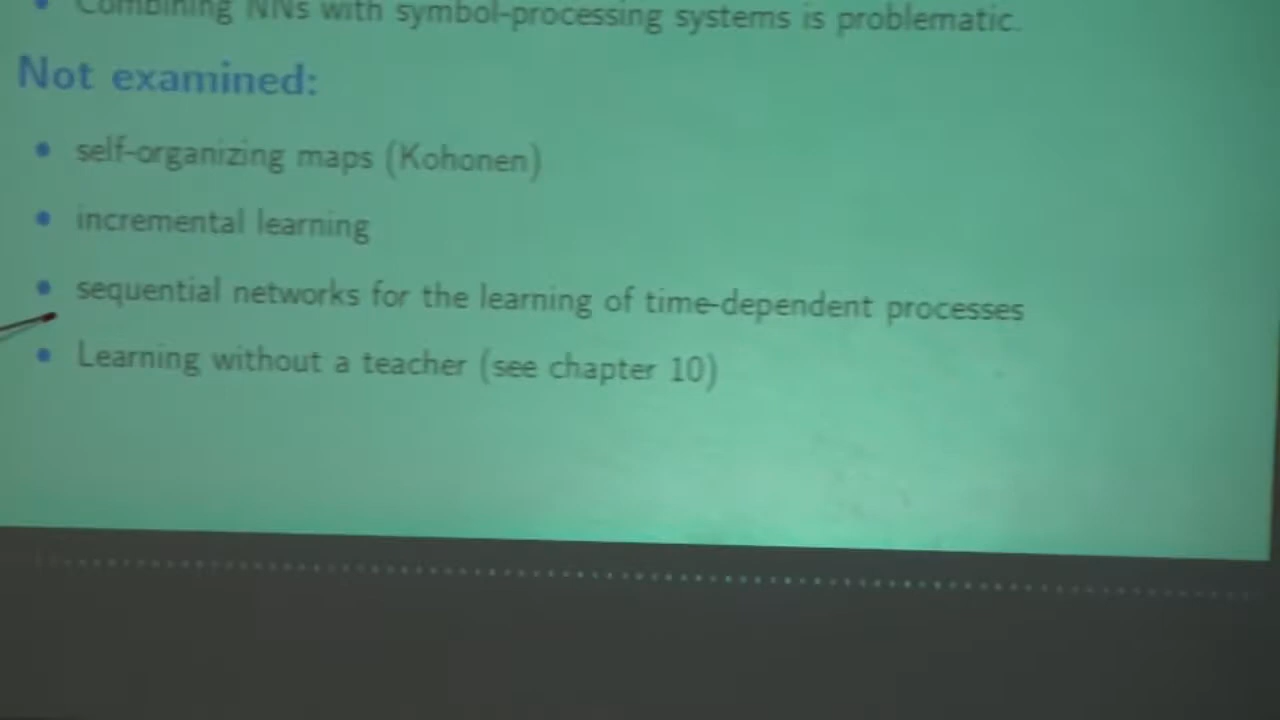 • Combining NNs with symbol-processing systems is problematic.
Not examined:
• self-organizing maps (Kohonen)
• incremental learning
• sequential networks for the learning of time-dependent processes
• Learning without a teacher (see chapter 10)